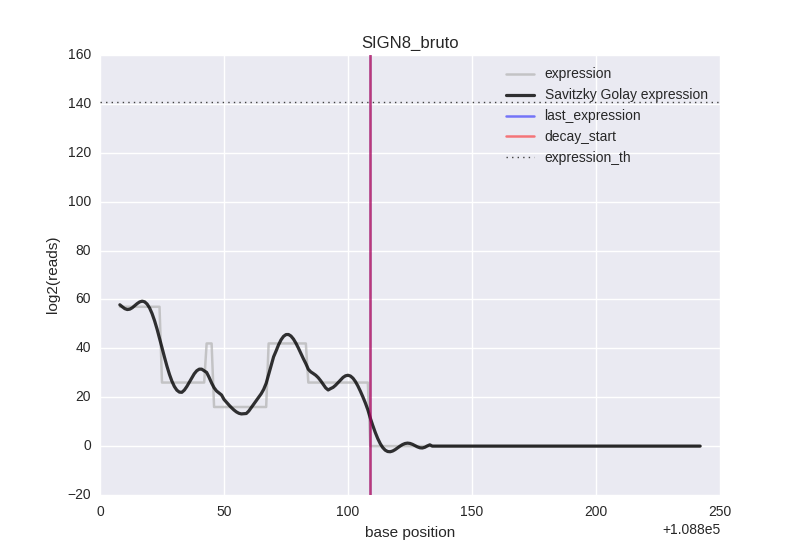 SIGN8_bruto
160
140
120
100
80
60
40
20
0
−20
log2(reads)
expression
Savitzky Golay expression
last_expression
decay_start
expression_th
0
50
100
150
200
250
+1.088e5
base position